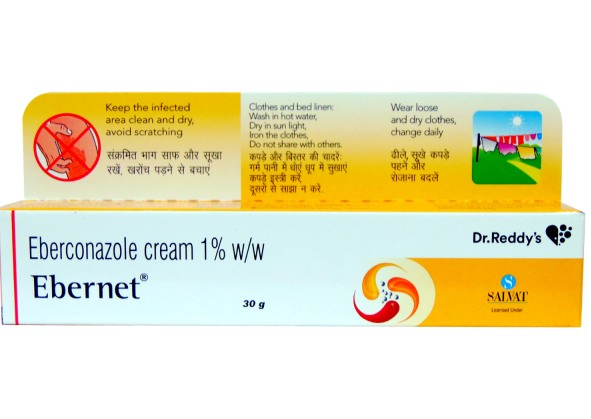 Keep the infected
area clean and dry,
avoid scratching
संक्रमित भाग साफ और सूखा
रखें, खरोंच पड़ने से बचाएं
Clothes and bed linen:
Wash in hot water,
Dry in sun light,
Iron the clothes,
Do not share with others.
कपड़े और बिस्तर की चादरें:
गर्म पानी में धोएं धूप में सुखाएं
कपड़े इस्त्री करें
दूसरों से साझा न करें.
Wear loose
and dry clothes,
change daily
ढीले, सूखे कपड़े
पहनें और
रोजाना बदलें
Eberconazole cream 1% w/w
Ebernet®
30 g
Dr.Reddy's
S
SALVAT
Licensed Under